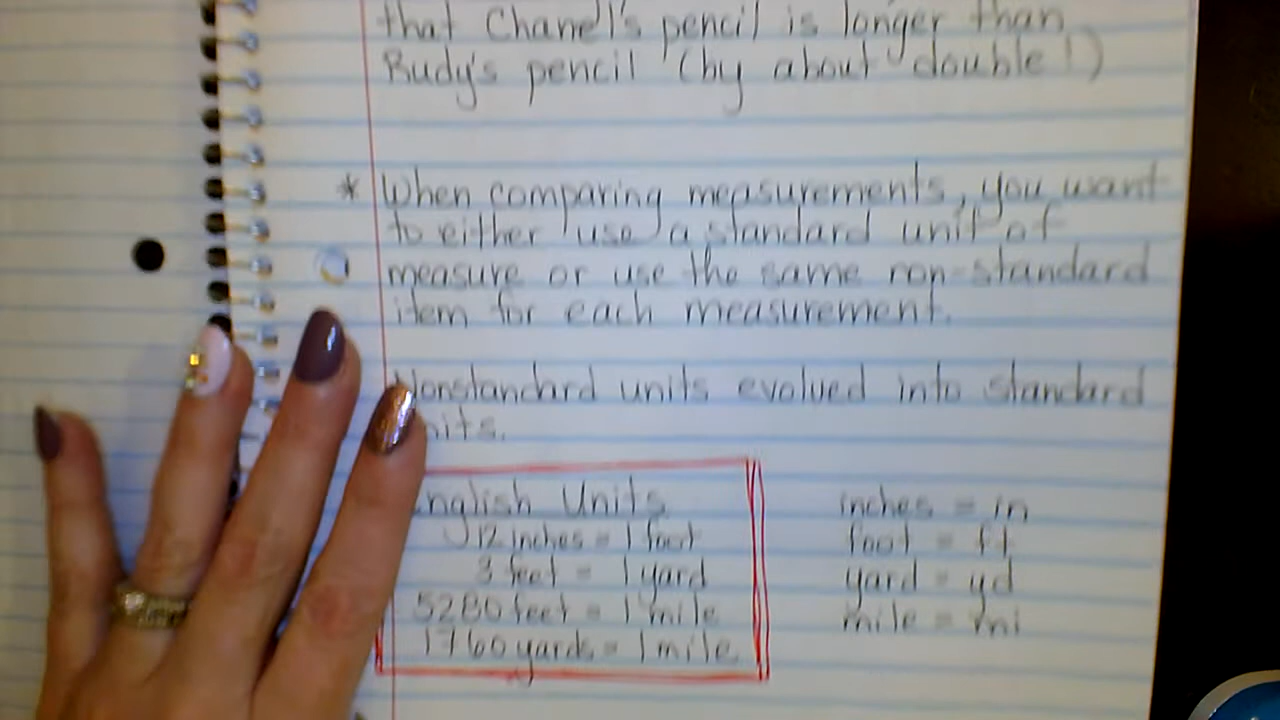 that Chanel's pencil is longer than
Rudy's pencil (by about double!)
* When comparing measurements, you want
to either use a standard unit of
measure or use the same non-standard
item for each measurement.
Nonstandard units evolved into standard
nits.
nglish Units
12 inches = 1 foot
3 feet = 1 yard
5280 feet = 1 mile
1760 yards = 1 mile
inches = in
foot = ft
yard = yd
mile = mi